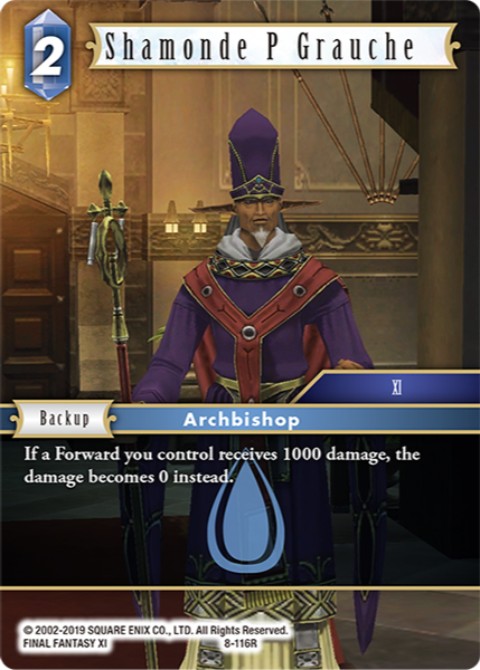 2
Shamonde P Grauche
XI
Backup
Archbishop
If a Forward you control receives 1000 damage, the
damage becomes 0 instead.
© 2002-2019 SQUARE ENIX CO., LTD. All Rights Reserved.
FINAL FANTASY XI
8-116R